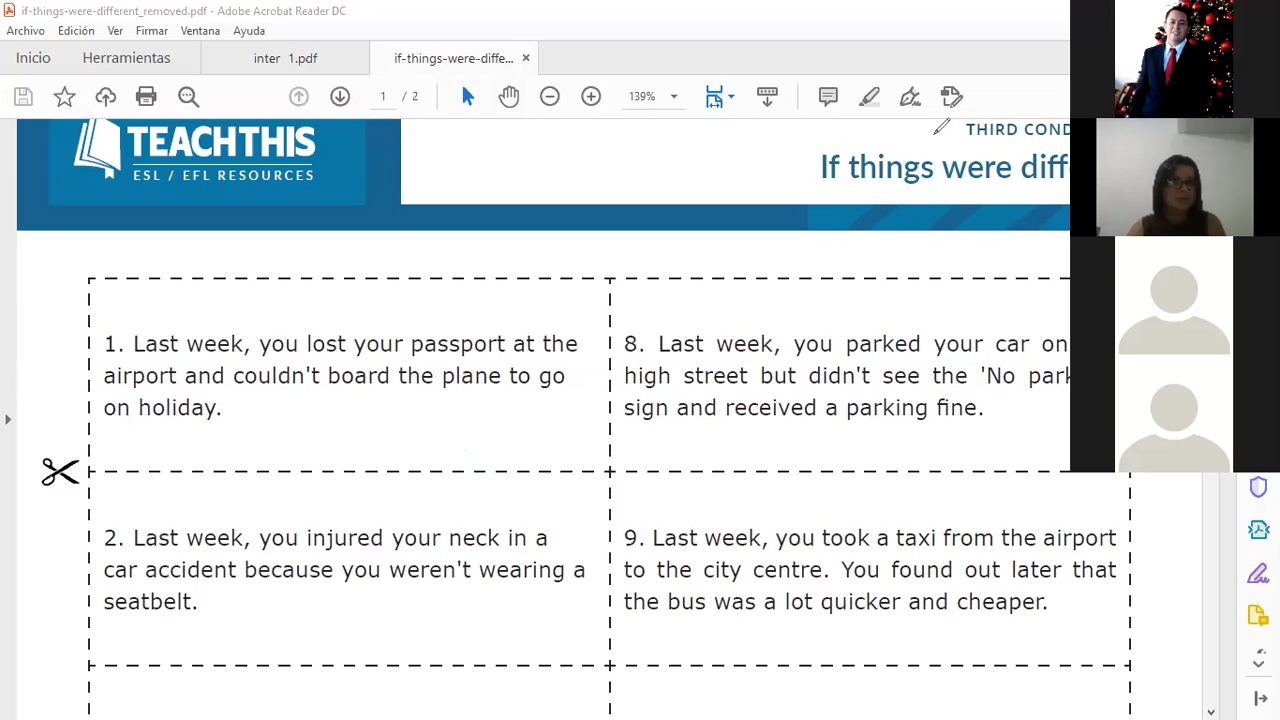 if-things-were-different_removed.pdf - Adobe Acrobat Reader DC
Archivo Edición Ver Firmar Ventana Ayuda
Inicio Herramientas inter 1.pdf if-things-were-diffe... ×
1 / 2 139%
TEACHTHIS
ESL / EFL RESOURCES
THIRD
If things were
1. Last week, you lost your passport at the
airport and couldn't board the plane to go
on holiday.
8. Last week, you parked your car on
high street but didn't see the 'No
sign and received a parking fine.
2. Last week, you injured your neck in a
car accident because you weren't wearing a
seatbelt.
9. Last week, you took a taxi from the airport
to the city centre. You found out later that
the bus was a lot quicker and cheaper.